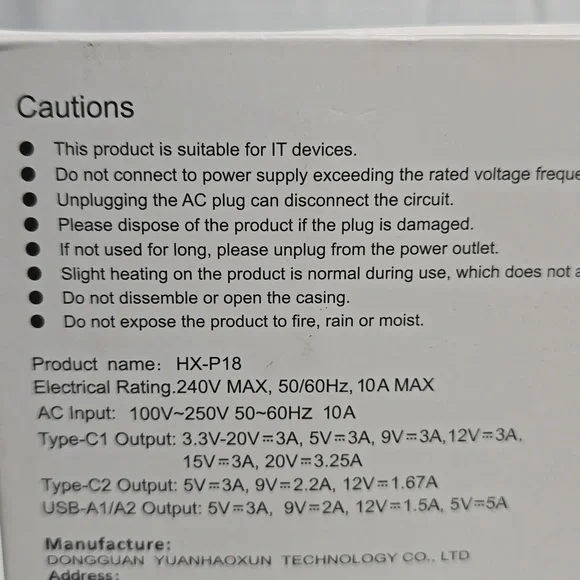 Cautions
● This product is suitable for IT devices.
● Do not connect to power supply exceeding the rated voltage freque
● Unplugging the AC plug can disconnect the circuit.
● Please dispose of the product if the plug is damaged.
● If not used for long, please unplug from the power outlet.
● Slight heating on the product is normal during use, which does not a
● Do not dissemble or open the casing.
● Do not expose the product to fire, rain or moist.
Product name: HX-P18
Electrical Rating.240V MAX, 50/60Hz, 10A MAX
AC Input: 100V~250V 50~60Hz 10A
Type-C1 Output: 3.3V-20V⎓3A, 5V⎓3A, 9V⎓3A,12V⎓3A,
15V⎓3A, 20V⎓3.25A
Type-C2 Output: 5V⎓3A, 9V⎓2.2A, 12V⎓1.67A
USB-A1/A2 Output: 5V⎓3A, 9V⎓2A, 12V⎓1.5A, 5V⎓5A
Manufacture:
DONGGUAN YUANHAOXUN TECHNOLOGY CO., LTD
Address: